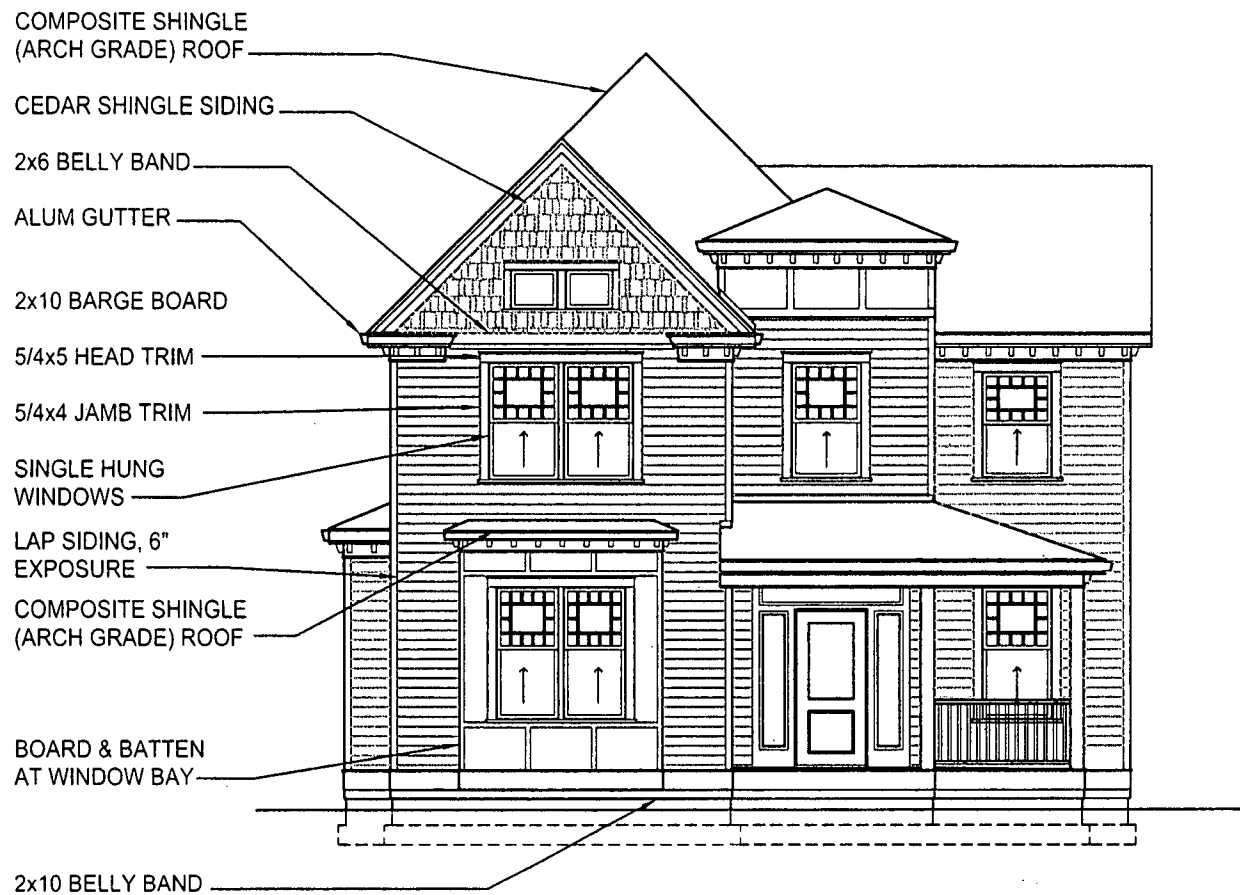 COMPOSITE SHINGLE
(ARCH GRADE) ROOF
CEDAR SHINGLE SIDING
2x6 BELLY BAND
ALUM GUTTER
2x10 BARGE BOARD
5/4x5 HEAD TRIM
5/4x4 JAMB TRIM
SINGLE HUNG
WINDOWS
LAP SIDING, 6"
EXPOSURE
COMPOSITE SHINGLE
(ARCH GRADE) ROOF
BOARD & BATTEN
AT WINDOW BAY
2x10 BELLY BAND